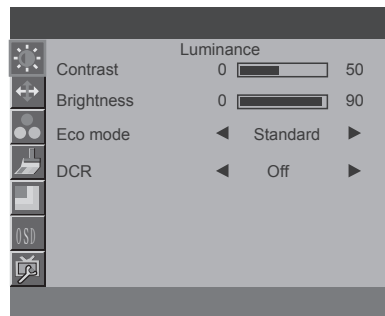 Luminance
Contrast 0 50
Brightness 0 90
Eco mode Standard
DCR Off
OSD